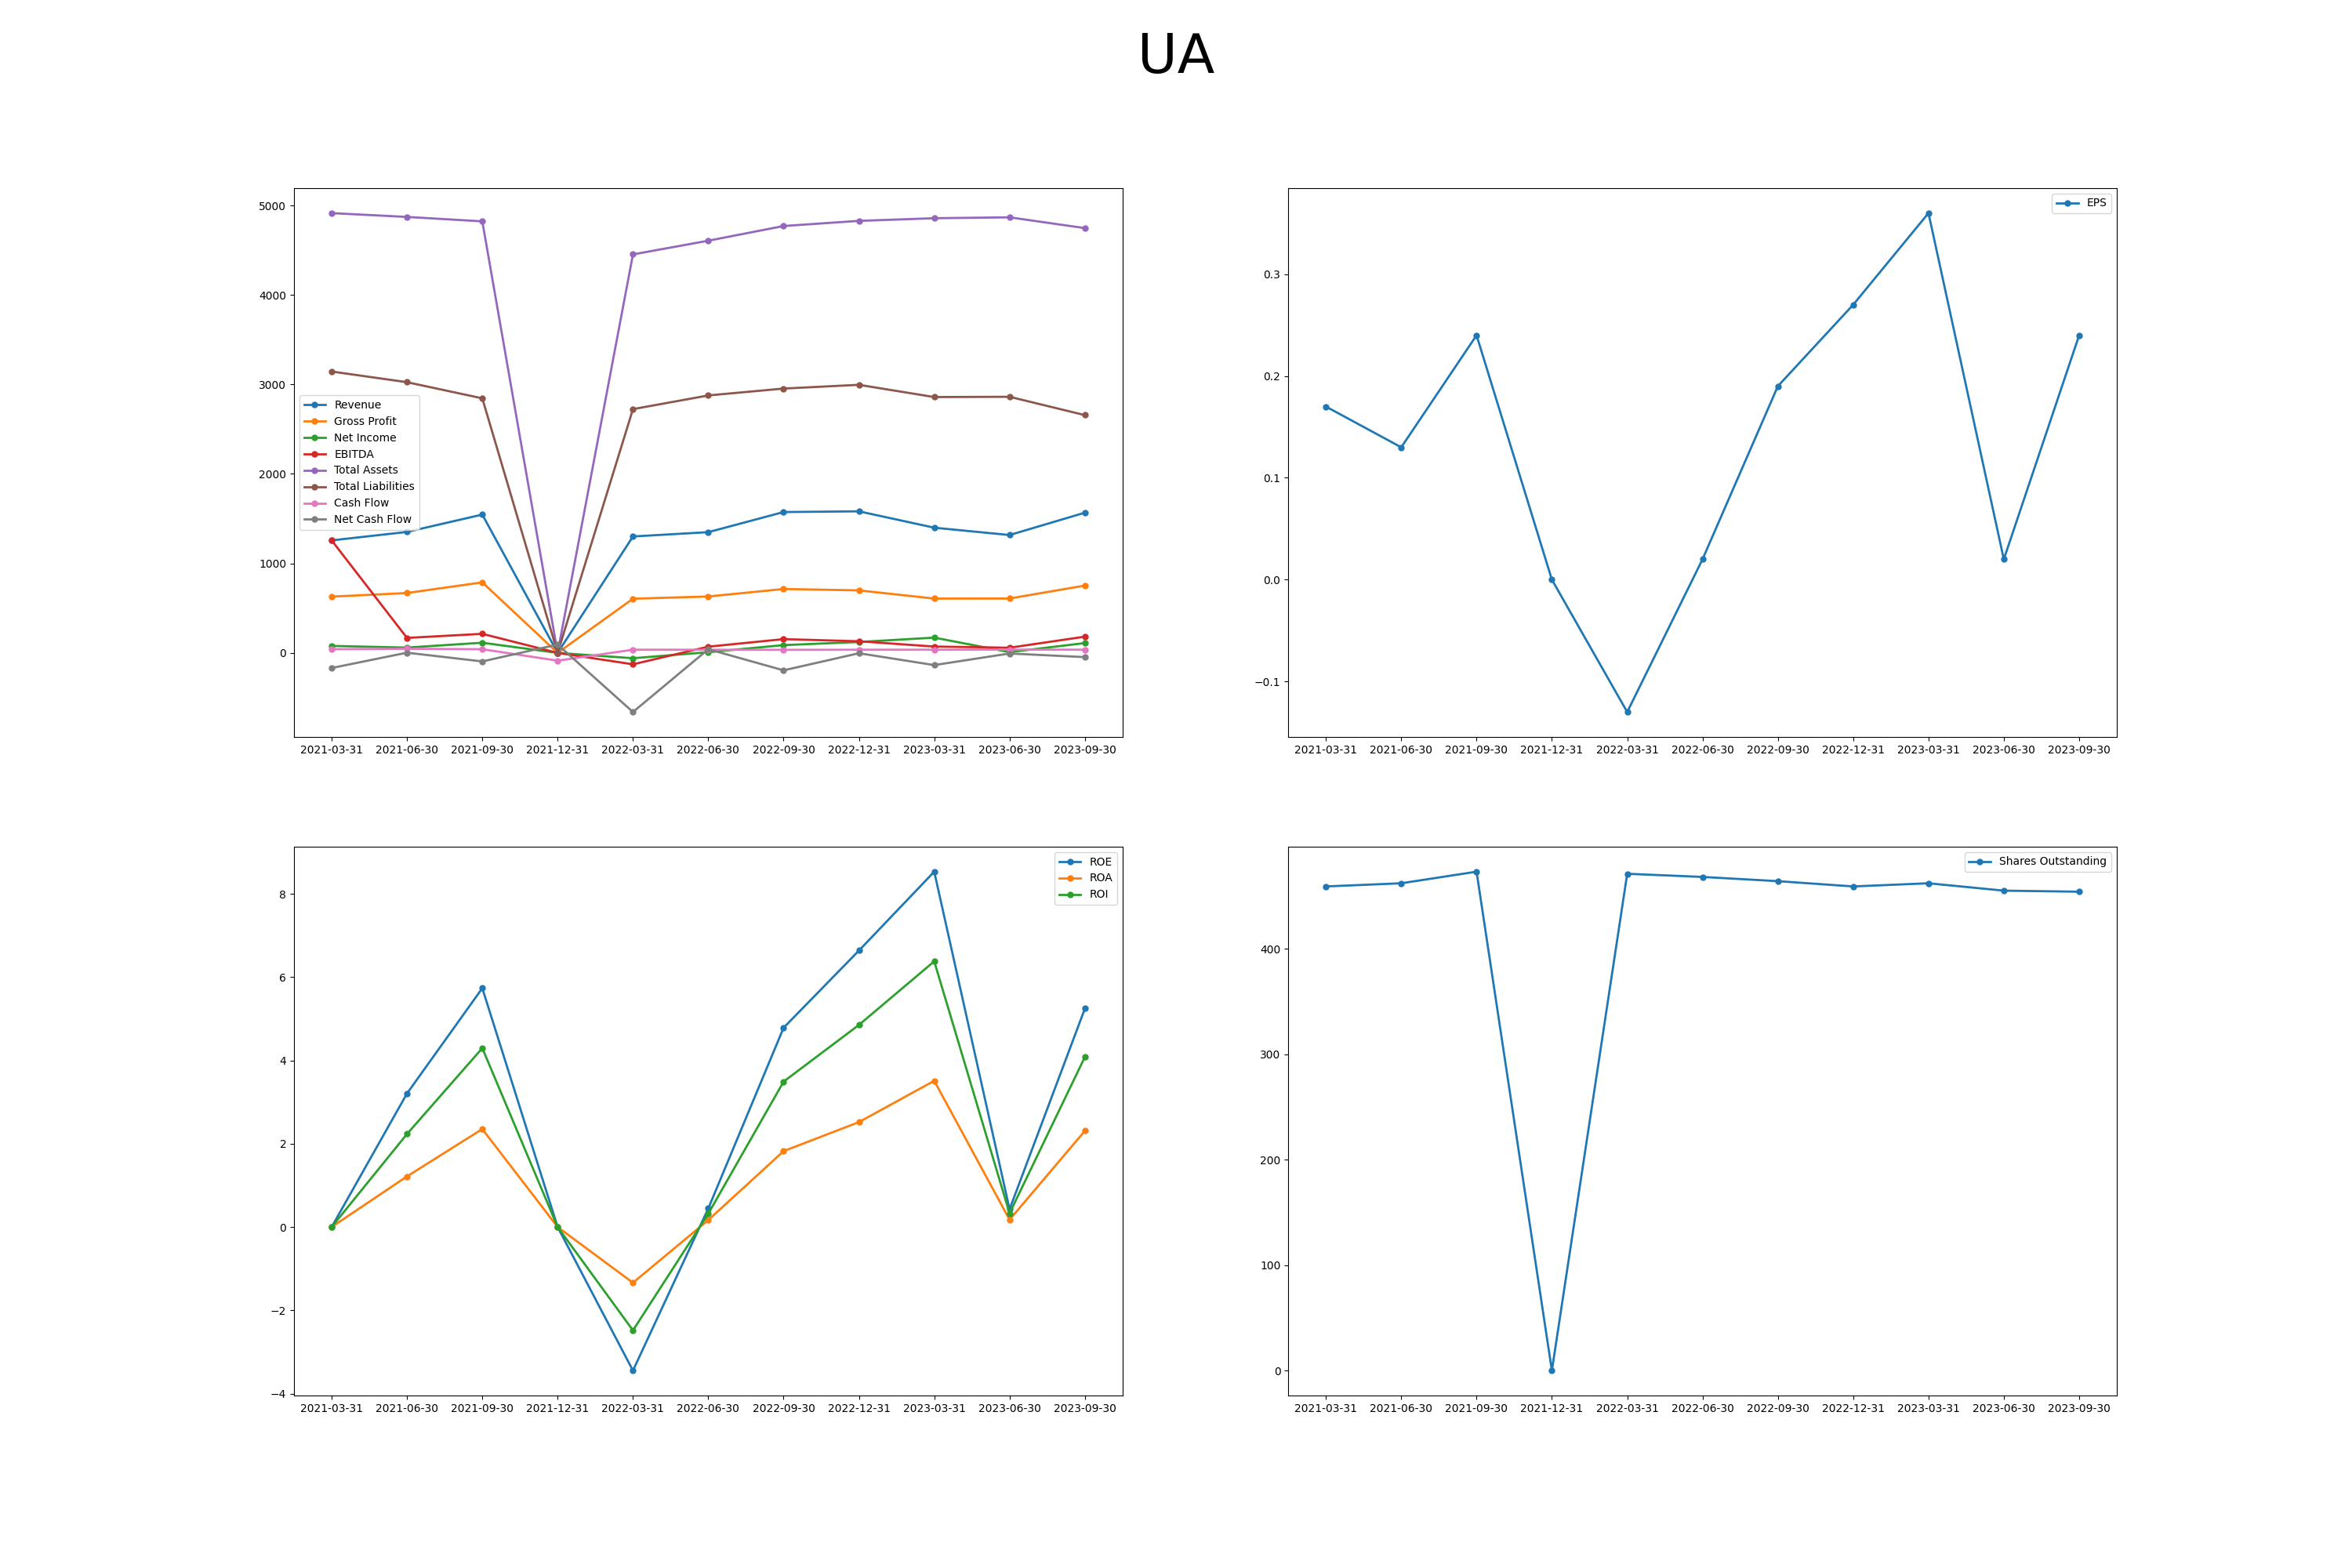 UA
5000
4000
3000
2000
1000
0
Revenue
Gross Profit
Net Income
EBITDA
Total Assets
Total Liabilities
Cash Flow
Net Cash Flow
2021-03-31 2021-06-30 2021-09-30 2021-12-31 2022-03-31 2022-06-30 2022-09-30 2022-12-31 2023-03-31 2023-06-30 2023-09-30
EPS
0.3
0.2
0.1
0.0
−0.1
2021-03-31 2021-06-30 2021-09-30 2021-12-31 2022-03-31 2022-06-30 2022-09-30 2022-12-31 2023-03-31 2023-06-30 2023-09-30
ROE
ROA
ROI
8
6
4
2
0
−2
−4
2021-03-31 2021-06-30 2021-09-30 2021-12-31 2022-03-31 2022-06-30 2022-09-30 2022-12-31 2023-03-31 2023-06-30 2023-09-30
Shares Outstanding
400
300
200
100
0
2021-03-31 2021-06-30 2021-09-30 2021-12-31 2022-03-31 2022-06-30 2022-09-30 2022-12-31 2023-03-31 2023-06-30 2023-09-30